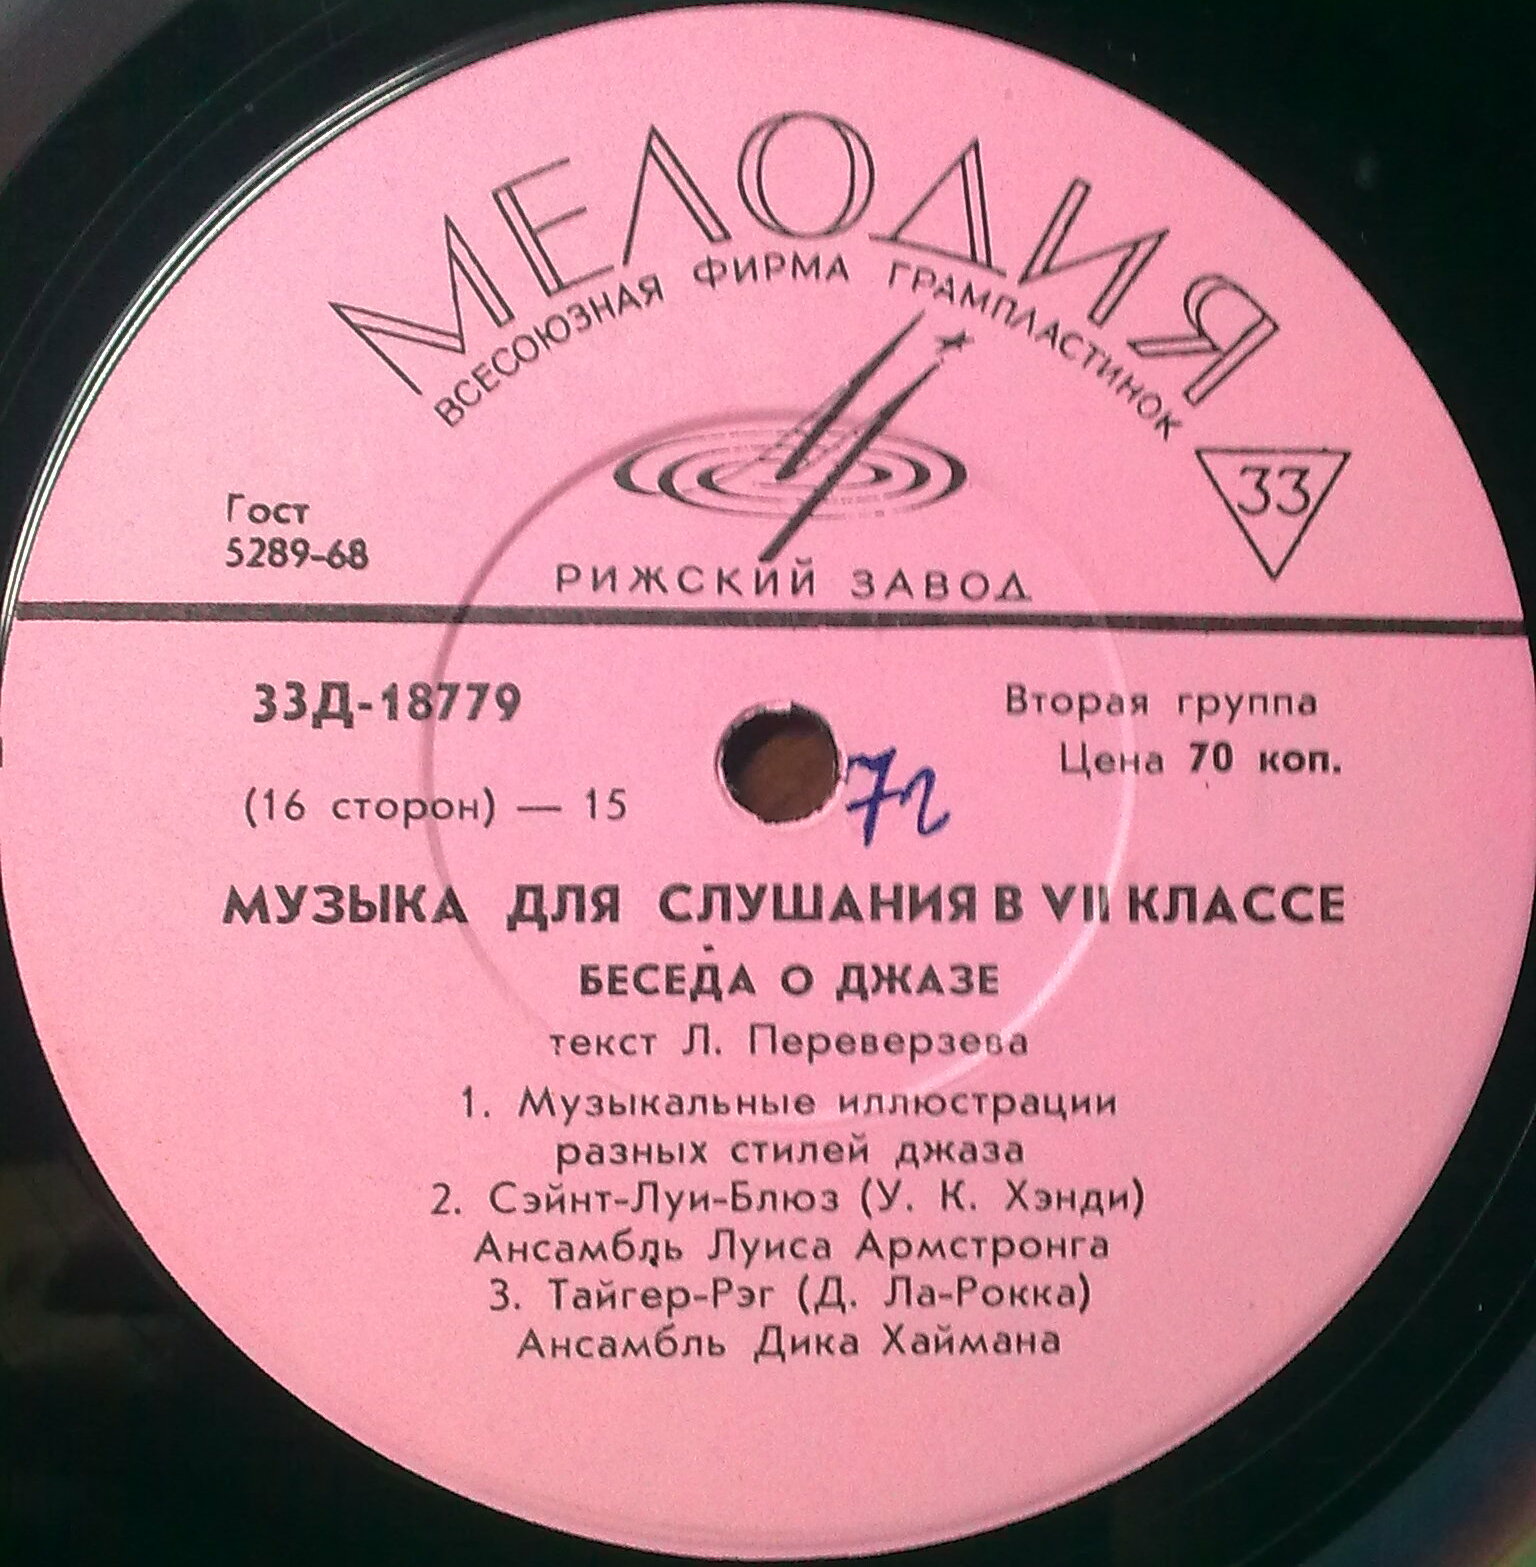 МЕЛОДИЯ
ВСЕСОЮЗНАЯ ФИРМА ГРАМПЛАСТИНОК
33
Гост
5289-68
РИЖСКИЙ ЗАВОД
33Д-18779
Вторая группа
Цена 70 коп.
(16 сторон) — 15
МУЗЫКА ДЛЯ СЛУШАНИЯ В VII КЛАССЕ
БЕСЕДА О ДЖАЗЕ
текст Л. Переверзева
1. Музыкальные иллюстрации
разных стилей джаза
2. Сэйнт-Луи-Блюз (У. К. Хэнди)
Ансамбль Луиса Армстронга
3. Тайгер-Рэг (Д. Ла-Рокка)
Ансамбль Дика Хаймана